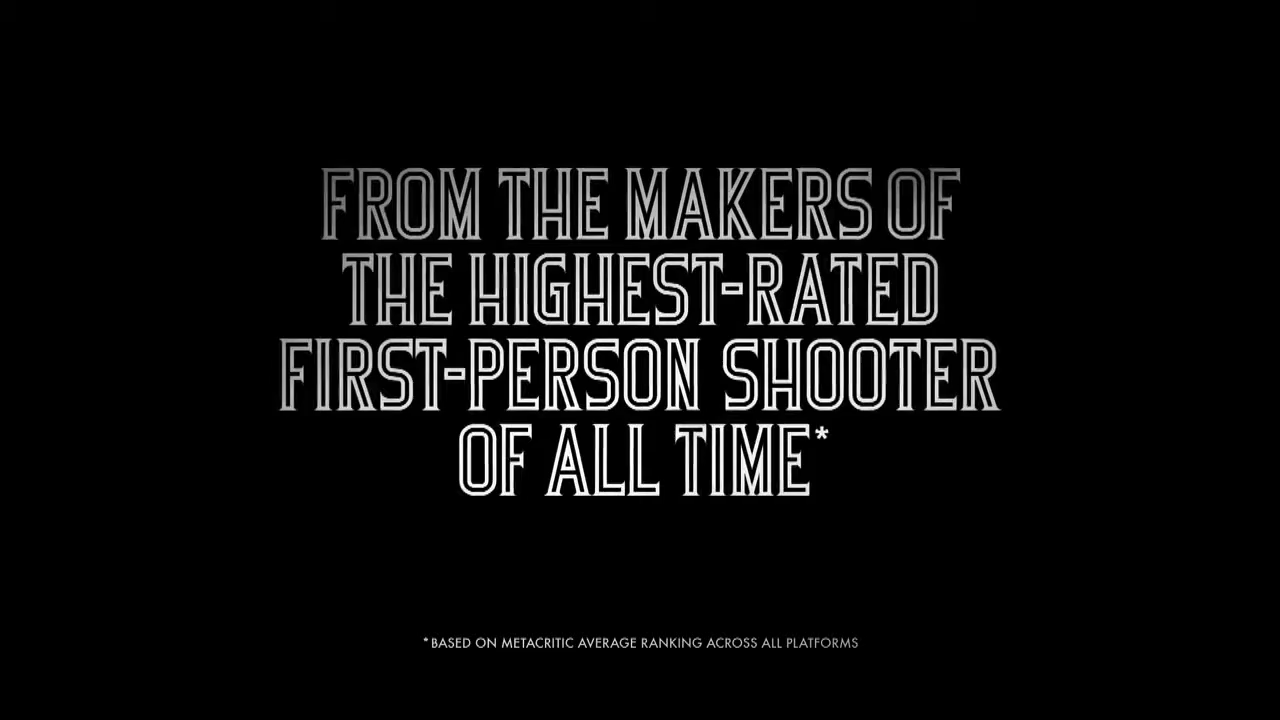 FROM THE MAKERS OF
THE HIGHEST-RATED
FIRST-PERSON SHOOTER
OF ALL TIME*
*BASED ON METACRITIC AVERAGE RANKING ACROSS ALL PLATFORMS